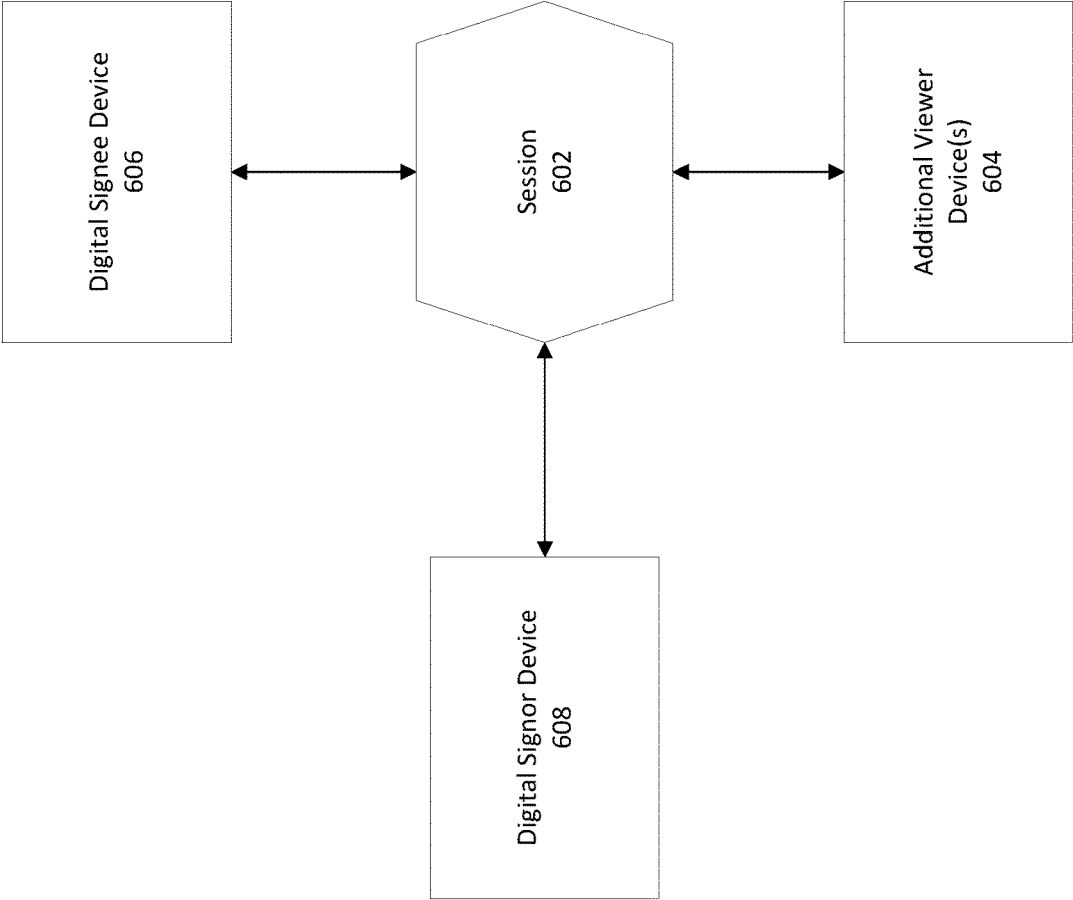 Digital Signee Device
606
Session
602
Additional Viewer
Device(s)
604
Digital Signor Device
608